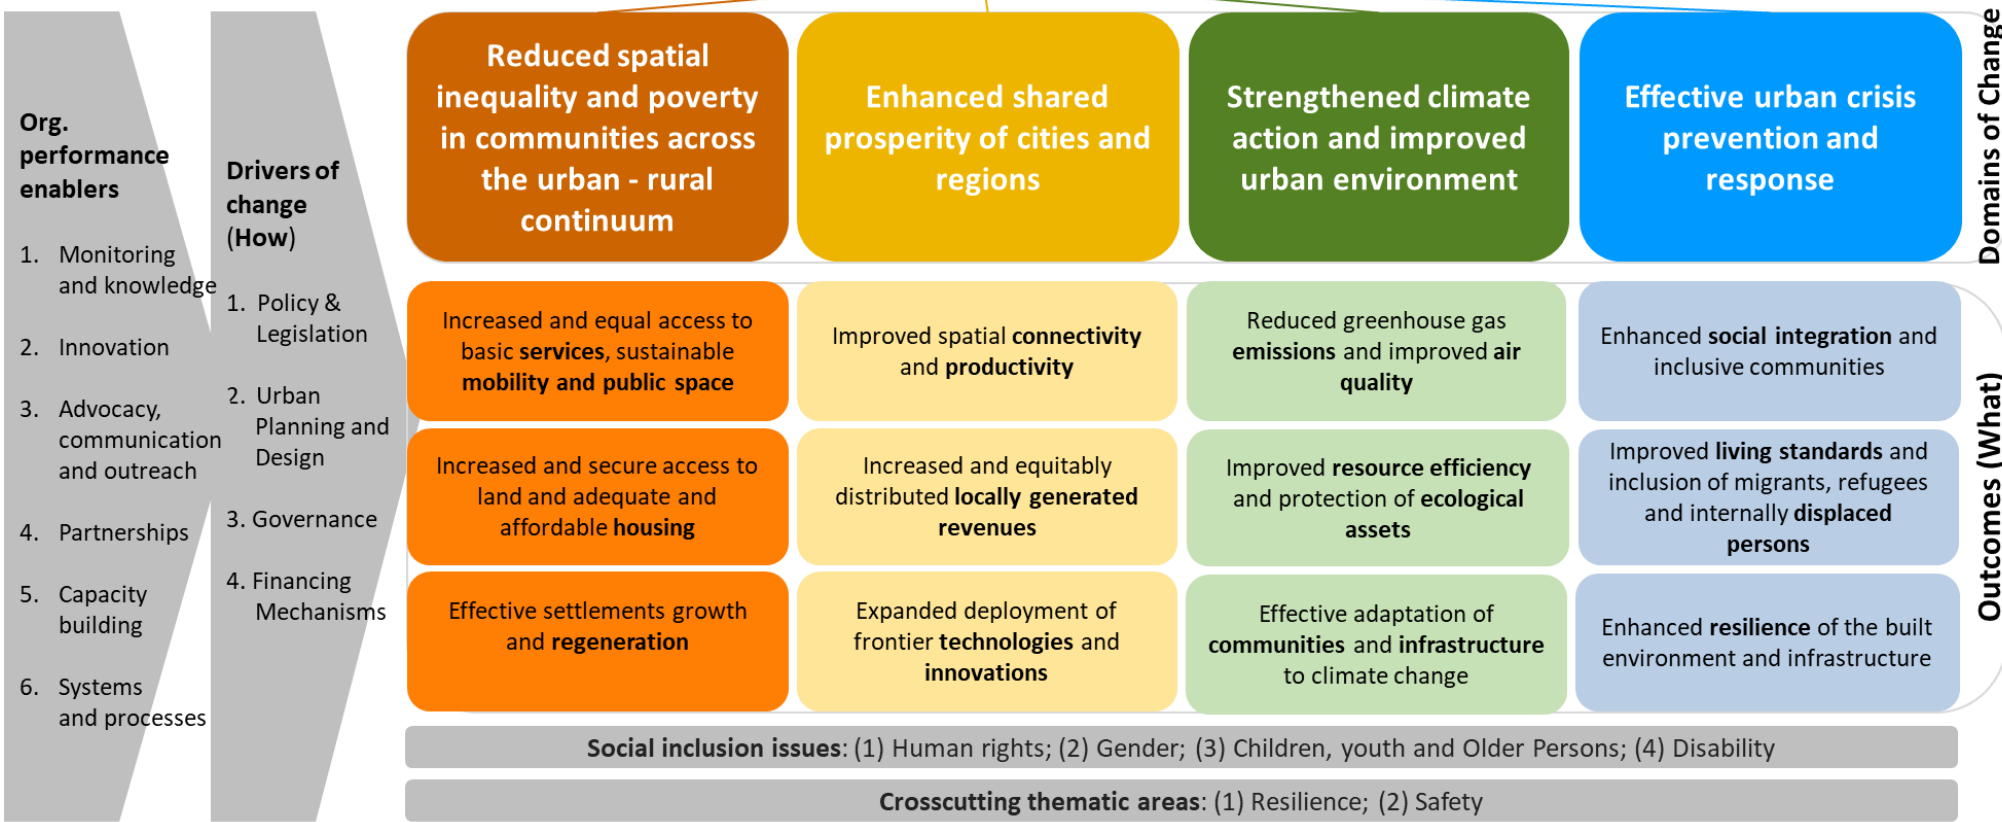 Org.
performance
enablers
1. Monitoring
and knowledge
2. Innovation
3. Advocacy,
communication
and outreach
4. Partnerships
5. Capacity
building
6. Systems
and processes
Drivers of
change
(How)
1. Policy &
Legislation
2. Urban
Planning and
Design
3. Governance
4. Financing
Mechanisms
Reduced spatial
inequality and poverty
in communities across
the urban - rural
continuum
Enhanced shared
prosperity of cities and
regions
Strengthened climate
action and improved
urban environment
Effective urban crisis
prevention and
response
Domains of Change
Increased and equal access to
basic services, sustainable
mobility and public space
Improved spatial connectivity
and productivity
Reduced greenhouse gas
emissions and improved air
quality
Enhanced social integration and
inclusive communities
Increased and secure access to
land and adequate and
affordable housing
Increased and equitably
distributed locally generated
revenues
Improved resource efficiency
and protection of ecological
assets
Improved living standards and
inclusion of migrants, refugees
and internally displaced
persons
Effective settlements growth
and regeneration
Expanded deployment of
frontier technologies and
innovations
Effective adaptation of
communities and infrastructure
to climate change
Enhanced resilience of the built
environment and infrastructure
Outcomes (What)
Social inclusion issues: (1) Human rights; (2) Gender; (3) Children, youth and Older Persons; (4) Disability
Crosscutting thematic areas: (1) Resilience; (2) Safety